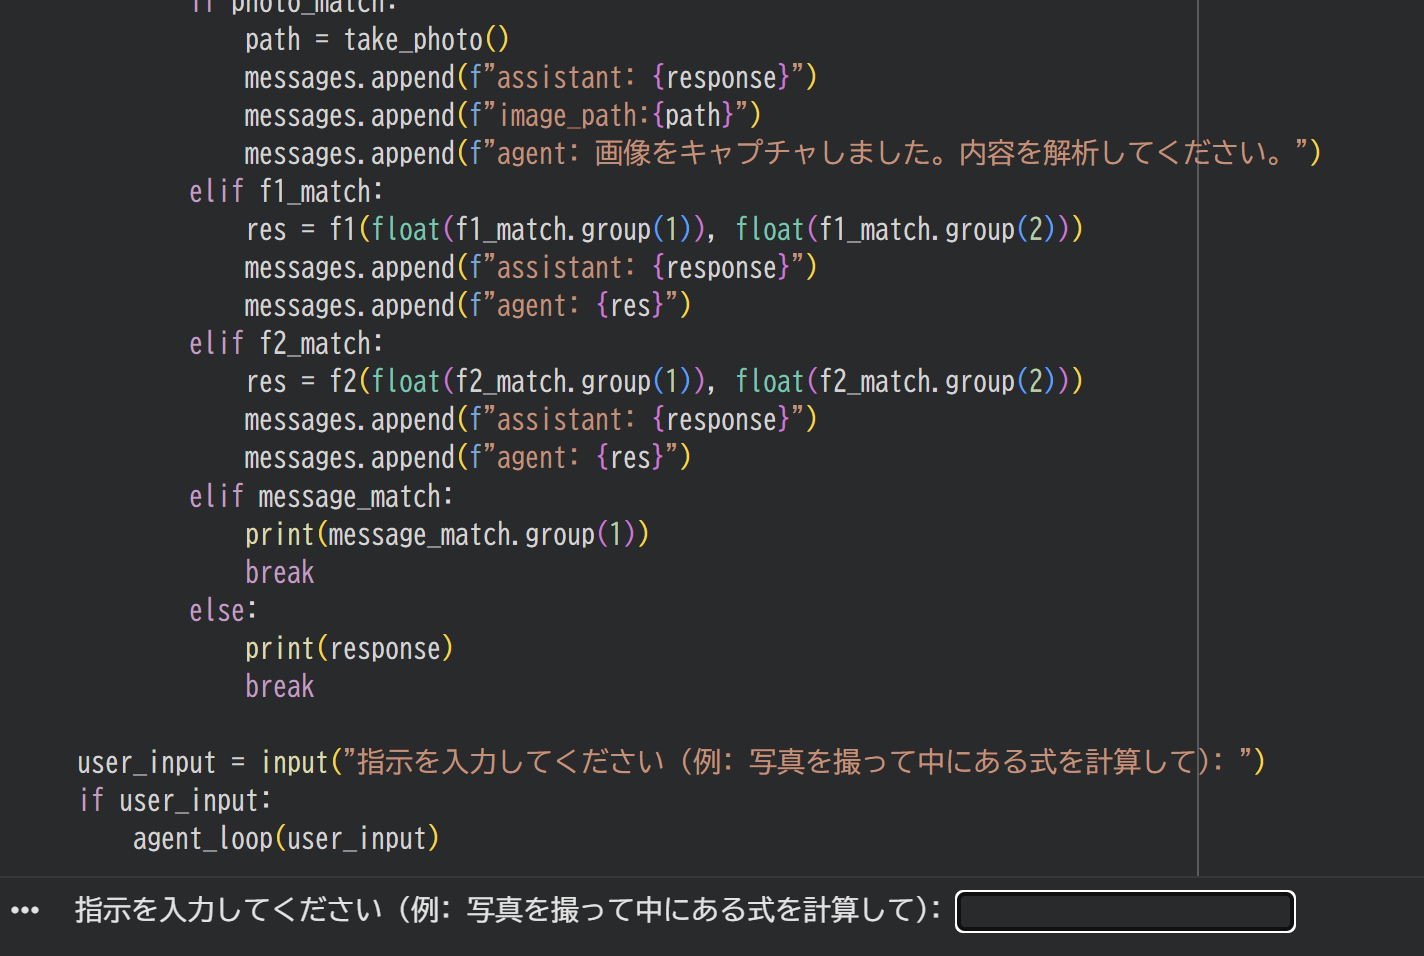 if photo_match:
path = take_photo()
messages.append(f"assistant: {response}")
messages.append(f"image_path:{path}")
messages.append(f"agent: 画像をキャプチャしました。内容を解析してください。")
elif f1_match:
res = f1(float(f1_match.group(1)), float(f1_match.group(2)))
messages.append(f"assistant: {response}")
messages.append(f"agent: {res}")
elif f2_match:
res = f2(float(f2_match.group(1)), float(f2_match.group(2)))
messages.append(f"assistant: {response}")
messages.append(f"agent: {res}")
elif message_match:
print(message_match.group(1))
break
else:
print(response)
break
user_input = input("指示を入力してください（例: 写真を撮って中にある式を計算して）: ")
if user_input:
agent_loop(user_input)
指示を入力してください（例: 写真を撮って中にある式を計算して）: